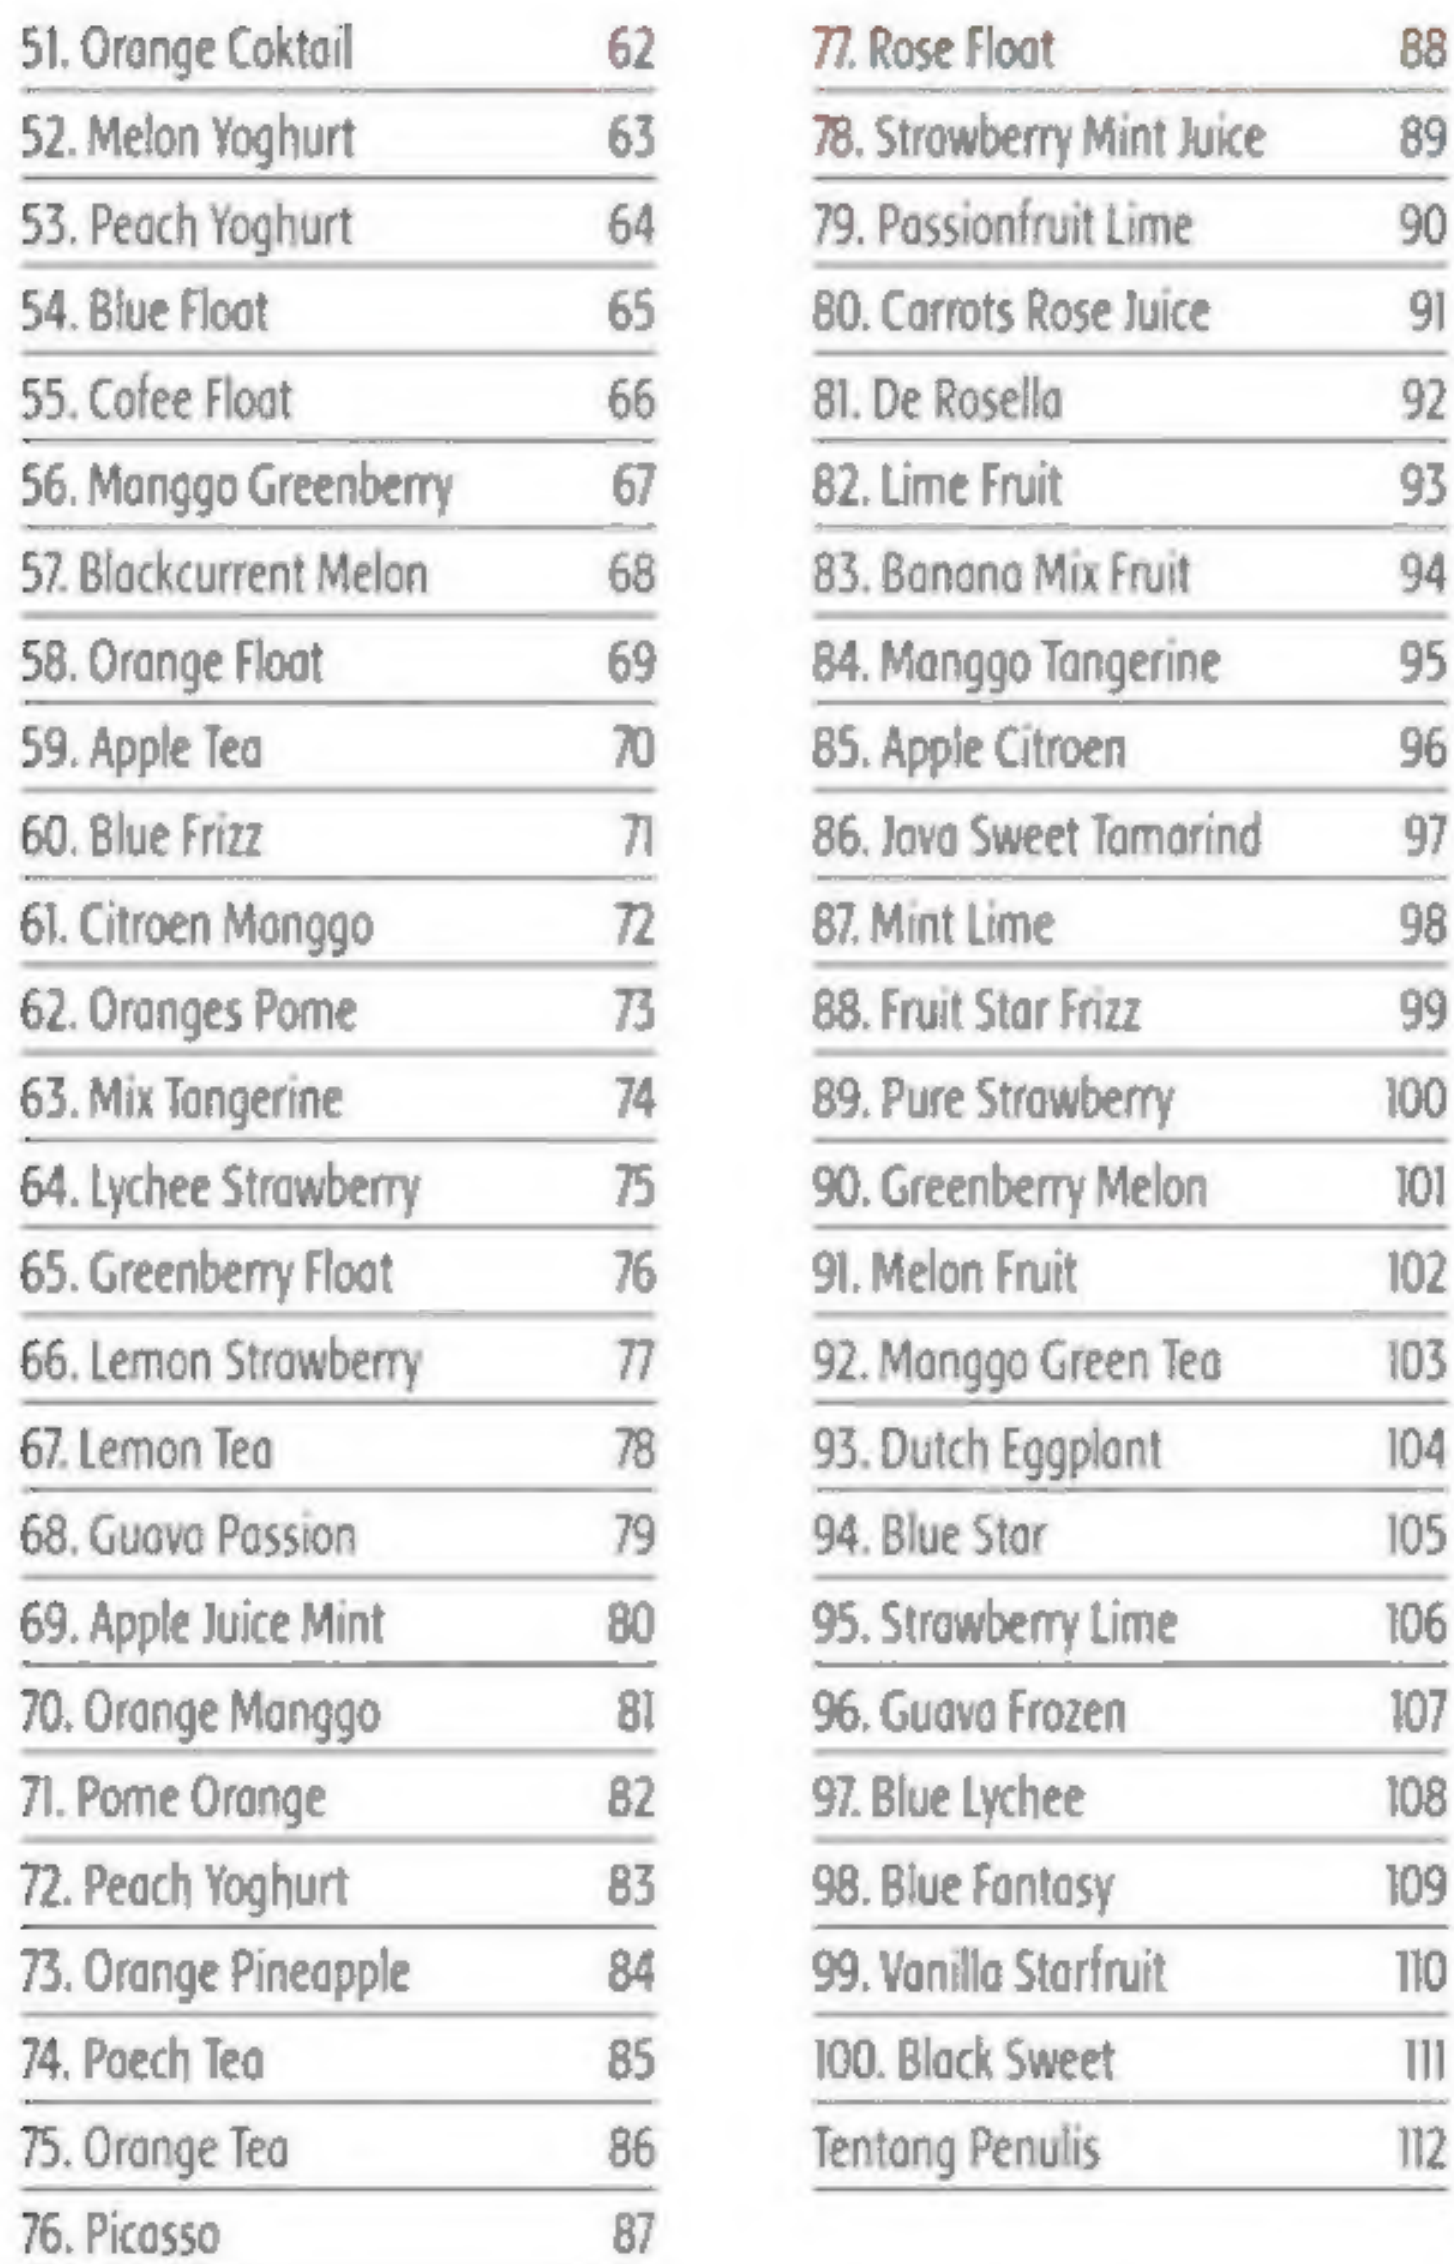 51. Orange Coktail 62
52. Melon Yoghurt 63
53. Peach Yoghurt 64
54. Blue Float 65
55. Cofee Float 66
56. Manggo Greenberry 67
57. Blackcurrent Melon 68
58. Orange Float 69
59. Apple Tea 70
60. Blue Frizz 71
61. Citroen Manggo 72
62. Oranges Pome 73
63. Mix Tangerine 74
64. Lychee Strawberry 75
65. Greenberry Float 76
66. Lemon Strawberry 77
67. Lemon Tea 78
68. Guava Passion 79
69. Apple Juice Mint 80
70. Orange Manggo 81
71. Pome Orange 82
72. Peach Yoghurt 83
73. Orange Pineapple 84
74. Paech Tea 85
75. Orange Tea 86
76. Picasso 87
77. Rose Float 88
78. Strawberry Mint Juice 89
79. Passionfruit Lime 90
80. Carrots Rose Juice 91
81. De Rosella 92
82. Lime Fruit 93
83. Banana Mix Fruit 94
84. Manggo Tangerine 95
85. Apple Citroen 96
86. Java Sweet Tamarind 97
87. Mint Lime 98
88. Fruit Star Frizz 99
89. Pure Strawberry 100
90. Greenberry Melon 101
91. Melon Fruit 102
92. Manggo Green Tea 103
93. Dutch Eggplant 104
94. Blue Star 105
95. Strawberry Lime 106
96. Guava Frozen 107
97. Blue Lychee 108
98. Blue Fantasy 109
99. Vanilla Starfruit 110
100. Black Sweet 111
Tentang Penulis 112